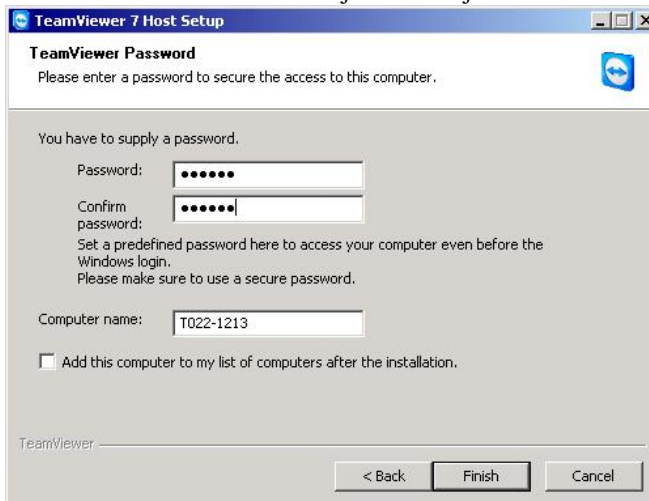 TeamViewer 7 Host Setup
TeamViewer Password
Please enter a password to secure the access to this computer.
You have to supply a password.
Password: ●●●●●●
Confirm
password: ●●●●●●
Set a predefined password here to access your computer even before the
Windows login.
Please make sure to use a secure password.
Computer name: T022-1213
Add this computer to my list of computers after the installation.
TeamViewer
< Back Finish Cancel